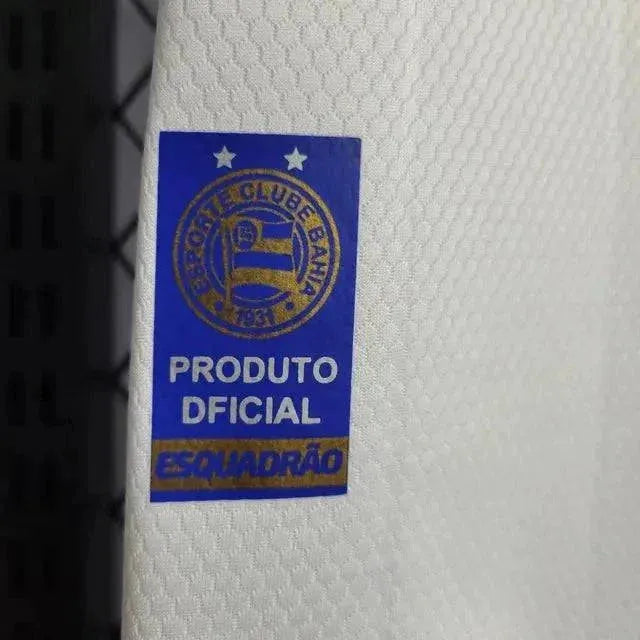 ESPORTE CLUBE BAHIA
1931
PRODUTO
DFICIAL
ESQUADRÃO